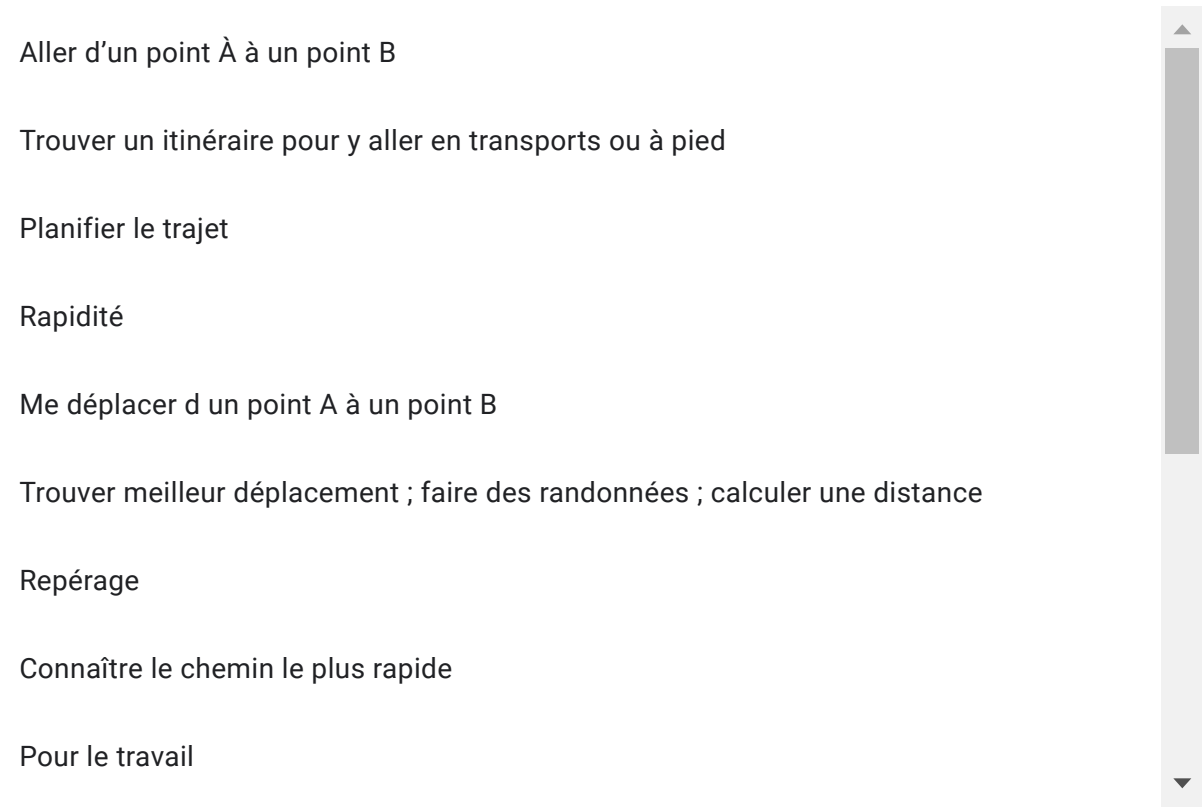 Aller d’un point À à un point B
Trouver un itinéraire pour y aller en transports ou à pied
Planifier le trajet
Rapidité
Me déplacer d un point A à un point B
Trouver meilleur déplacement ; faire des randonnées ; calculer une distance
Repérage
Connaître le chemin le plus rapide
Pour le travail